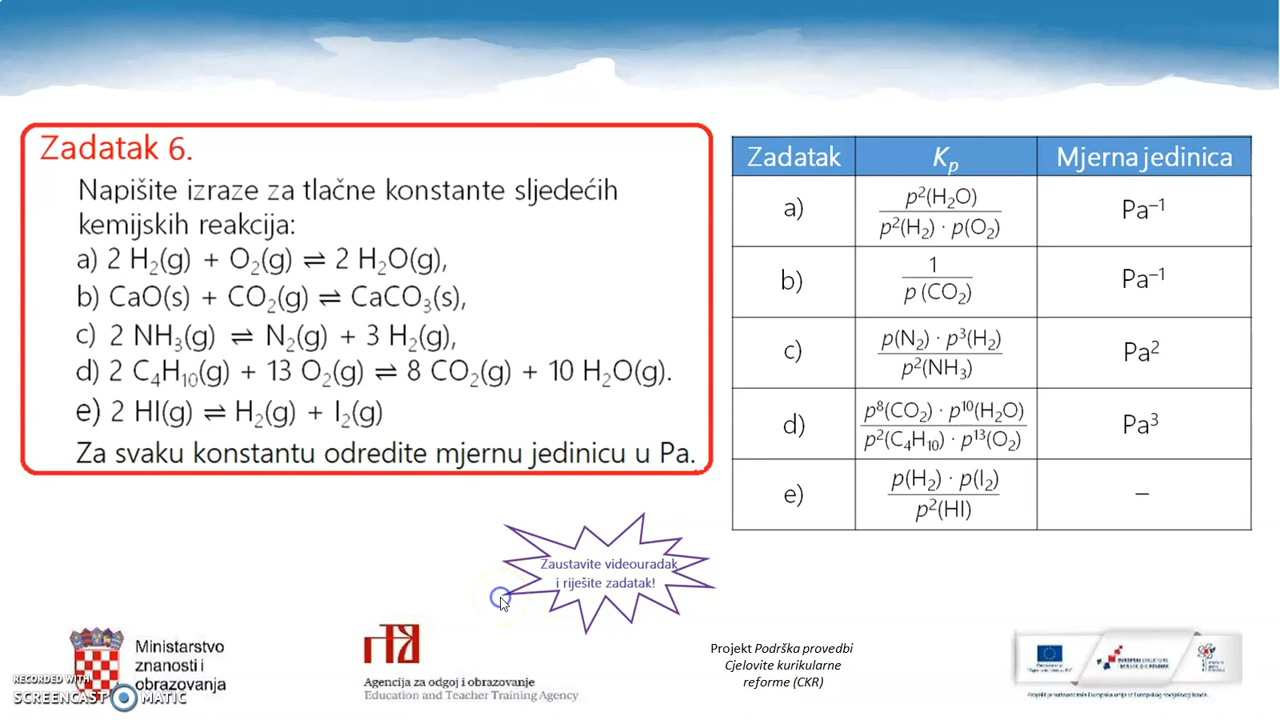 Zadatak 6.
Napišite izraze za tlačne konstante sljedećih
kemijskih reakcija:
a) 2 H₂(g) + O₂(g) ⇌ 2 H₂O(g),
b) CaO(s) + CO₂(g) ⇌ CaCO₃(s),
c) 2 NH₃(g) ⇌ N₂(g) + 3 H₂(g),
d) 2 C₄H₁₀(g) + 13 O₂(g) ⇌ 8 CO₂(g) + 10 H₂O(g).
e) 2 HI(g) ⇌ H₂(g) + I₂(g)
Za svaku konstantu odredite mjernu jedinicu u Pa.
Zadatak Kₚ Mjerna jedinica
a) p²(H₂O) / p²(H₂) · p(O₂) Pa⁻¹
b) 1 / p (CO₂) Pa⁻¹
c) p(N₂) · p³(H₂) / p²(NH₃) Pa²
d) p⁸(CO₂) · p¹⁰(H₂O) / p²(C₄H₁₀) · p¹³(O₂) Pa³
e) p(H₂) · p(I₂) / p²(HI) –
Zaustavite videouradak
i riješite zadatak!
Ministarstvo
znanosti i
obrazovanja
RECORDED WITH
SCREENCAST MATIC
Agencija za odgoj i obrazovanje
Education and Teacher Training Agency
Projekt Podrška provedbi
Cjelovite kurikularne
reforme (CKR)